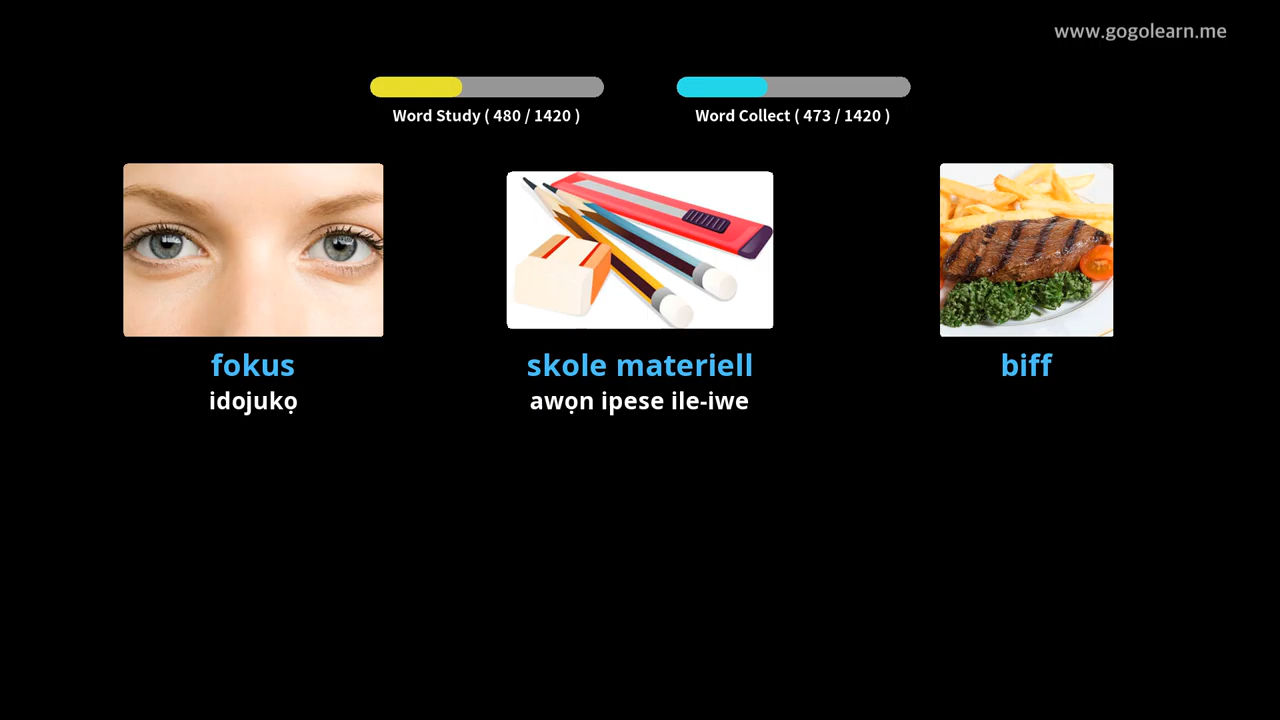 www.gogolearn.me
Word Study ( 480 / 1420 )
Word Collect ( 473 / 1420 )
fokus
idojukọ
skole materiell
awọn ipese ile-iwe
biff